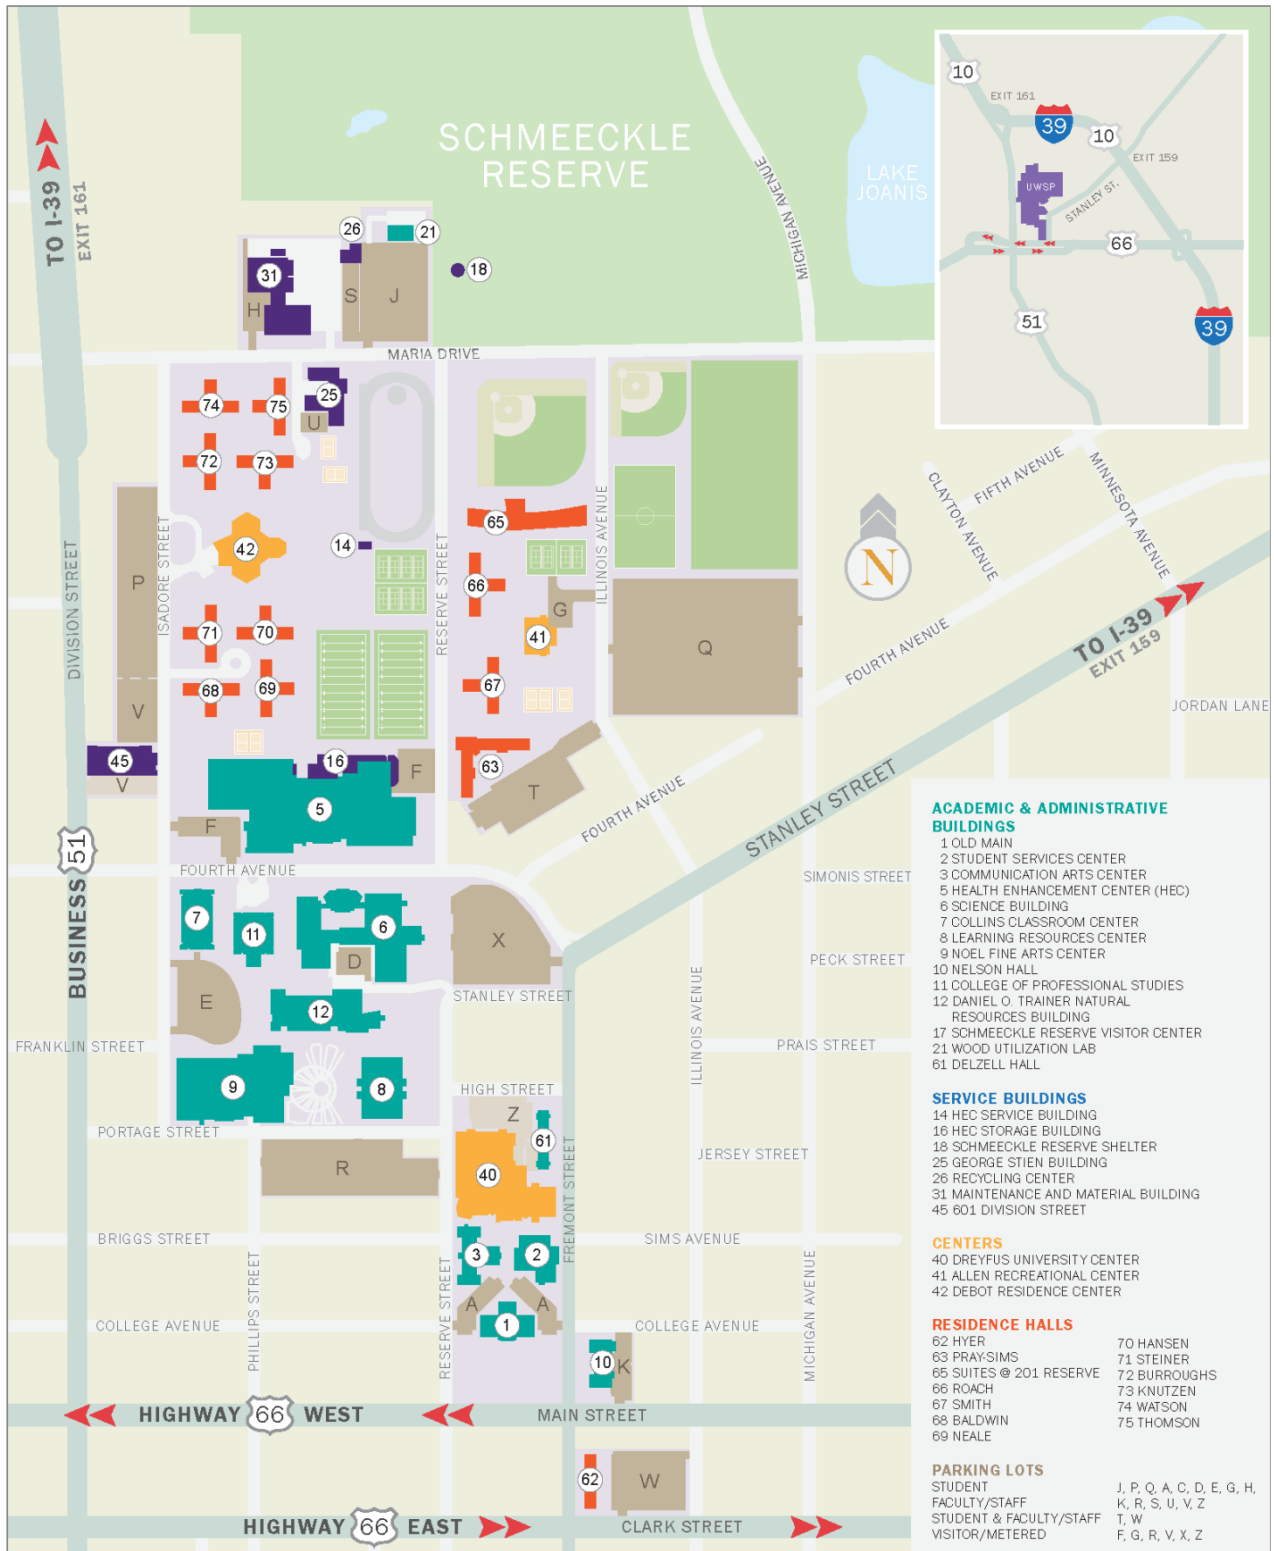 SCHMEECKLE
RESERVE
LAKE
JOANIS
MICHIGAN AVENUE
TO I-39
EXIT 161
10
EXIT 161
39
10
EXIT 159
UWSP
STANLEY ST.
66
51
39
26
21
18
31
H
S
J
MARIA DRIVE
74
75
25
U
72
73
65
42
14
66
G
41
P
71
70
Q
67
68
69
V
45
V
16
F
63
T
5
F
DIVISION STREET
ISADORE STREET
RESERVE STREET
ILLINOIS AVENUE
N
CLAYTON AVENUE
FIFTH AVENUE
MINNESOTA AVENUE
FOURTH AVENUE
TO I-39
EXIT 159
JORDAN LANE
STANLEY STREET
FOURTH AVENUE
BUSINESS 51
FOURTH AVENUE
SIMONIS STREET
7
11
6
X
D
E
12
STANLEY STREET
PECK STREET
FRANKLIN STREET
PRAIS STREET
ILLINOIS AVENUE
9
8
HIGH STREET
Z
61
PORTAGE STREET
R
40
JERSEY STREET
FREMONT STREET
BRIGGS STREET
SIMS AVENUE
3
2
PHILLIPS STREET
RESERVE STREET
MICHIGAN AVENUE
A
A
1
COLLEGE AVENUE
COLLEGE AVENUE
10
K
HIGHWAY 66 WEST
MAIN STREET
62
W
HIGHWAY 66 EAST
CLARK STREET
ACADEMIC & ADMINISTRATIVE
BUILDINGS
1 OLD MAIN
2 STUDENT SERVICES CENTER
3 COMMUNICATION ARTS CENTER
5 HEALTH ENHANCEMENT CENTER (HEC)
6 SCIENCE BUILDING
7 COLLINS CLASSROOM CENTER
8 LEARNING RESOURCES CENTER
9 NOEL FINE ARTS CENTER
10 NELSON HALL
11 COLLEGE OF PROFESSIONAL STUDIES
12 DANIEL O. TRAINER NATURAL
RESOURCES BUILDING
17 SCHMEECKLE RESERVE VISITOR CENTER
21 WOOD UTILIZATION LAB
61 DELZELL HALL
SERVICE BUILDINGS
14 HEC SERVICE BUILDING
16 HEC STORAGE BUILDING
18 SCHMEECKLE RESERVE SHELTER
25 GEORGE STIEN BUILDING
26 RECYCLING CENTER
31 MAINTENANCE AND MATERIAL BUILDING
45 601 DIVISION STREET
CENTERS
40 DREYFUS UNIVERSITY CENTER
41 ALLEN RECREATIONAL CENTER
42 DEBOT RESIDENCE CENTER
RESIDENCE HALLS
62 HYER
63 PRAY-SIMS
65 SUITES @ 201 RESERVE
66 ROACH
67 SMITH
68 BALDWIN
69 NEALE
70 HANSEN
71 STEINER
72 BURROUGHS
73 KNUTZEN
74 WATSON
75 THOMSON
PARKING LOTS
STUDENT J, P, Q, A, C, D, E, G, H,
FACULTY/STAFF K, R, S, U, V, Z
STUDENT & FACULTY/STAFF T, W
VISITOR/METERED F, G, R, V, X, Z